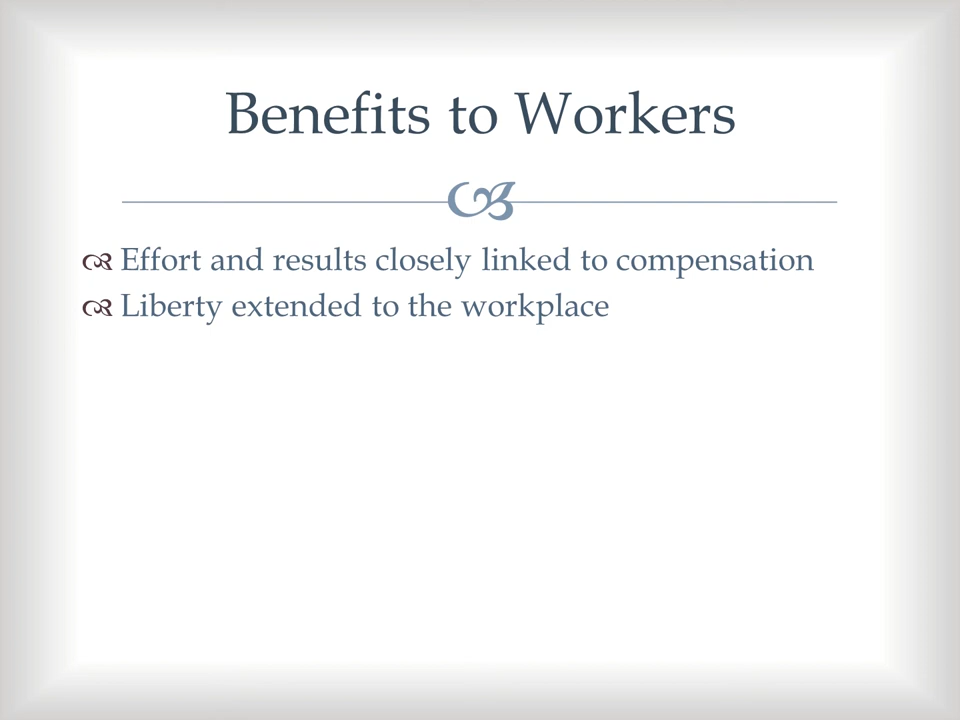 Benefits to Workers
Effort and results closely linked to compensation
Liberty extended to the workplace